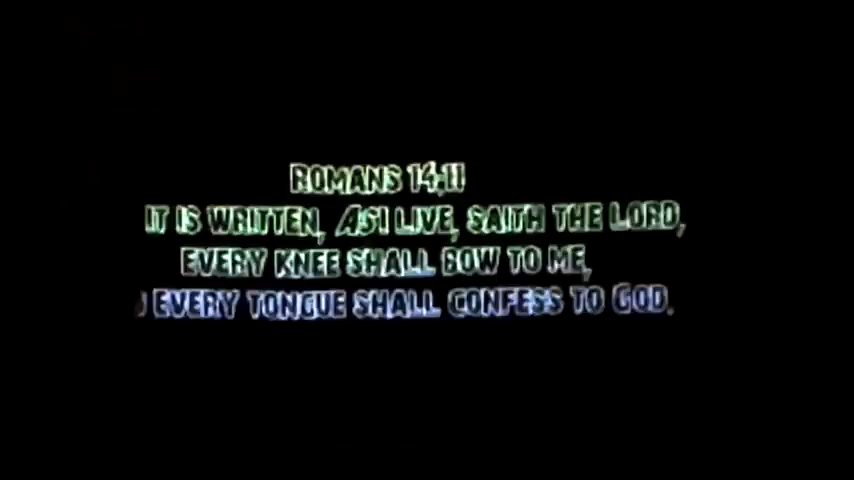 ROMANS 14:11
IT IS WRITTEN, AS I LIVE, SAITH THE LORD,
EVERY KNEE SHALL BOW TO ME,
EVERY TONGUE SHALL CONFESS TO GOD.